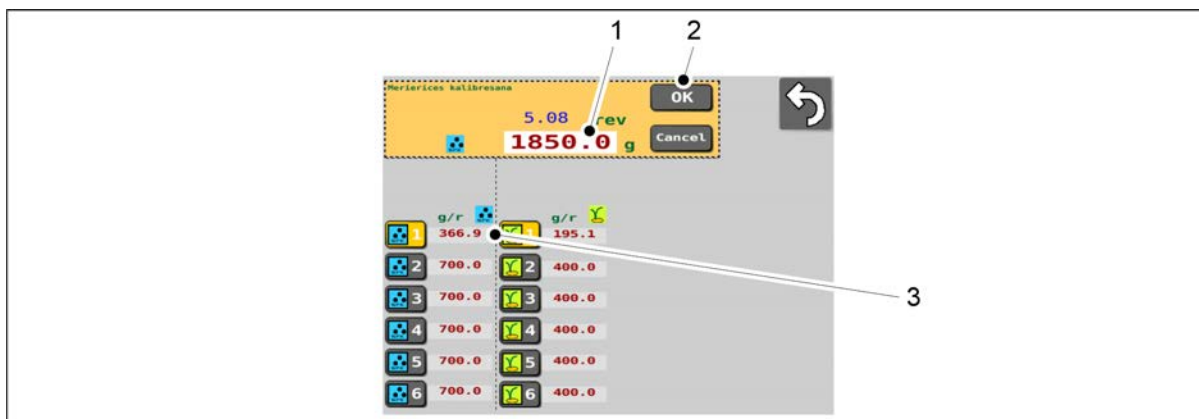 1 2
Merierices kalibresana
OK
5.08 rev
1850.0 g
Cancel
g/r g/r
1 366.9 1 195.1
3
2 700.0 2 400.0
3 700.0 3 400.0
4 700.0 4 400.0
5 700.0 5 400.0
6 700.0 6 400.0